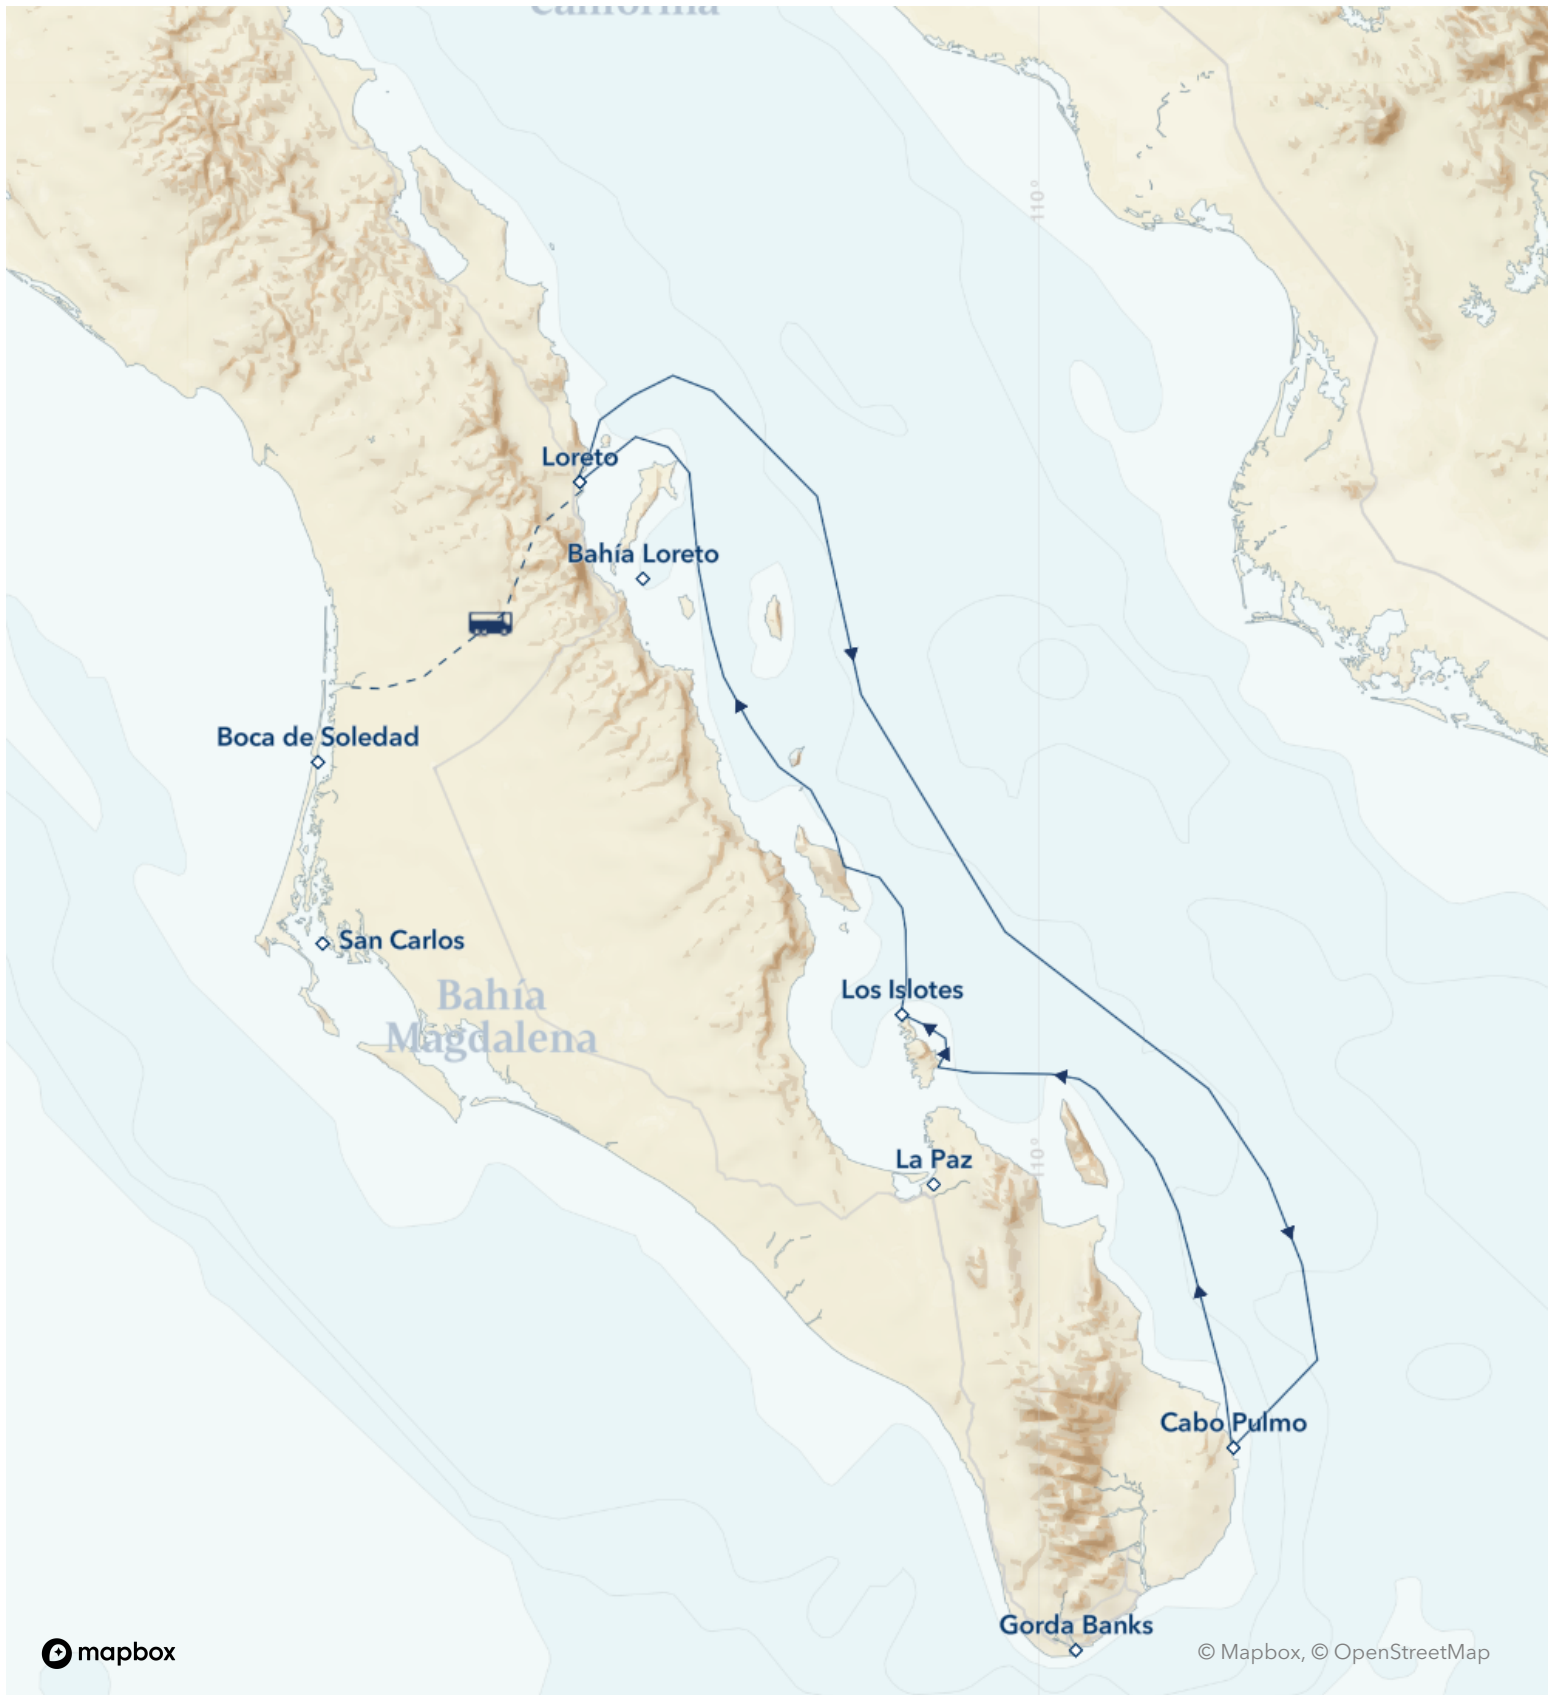 California
110°
Loreto
Bahía Loreto
Boca de Soledad
San Carlos
Bahía
Magdalena
Los Islotes
La Paz
110°
Cabo Pulmo
Gorda Banks
mapbox
© Mapbox, © OpenStreetMap